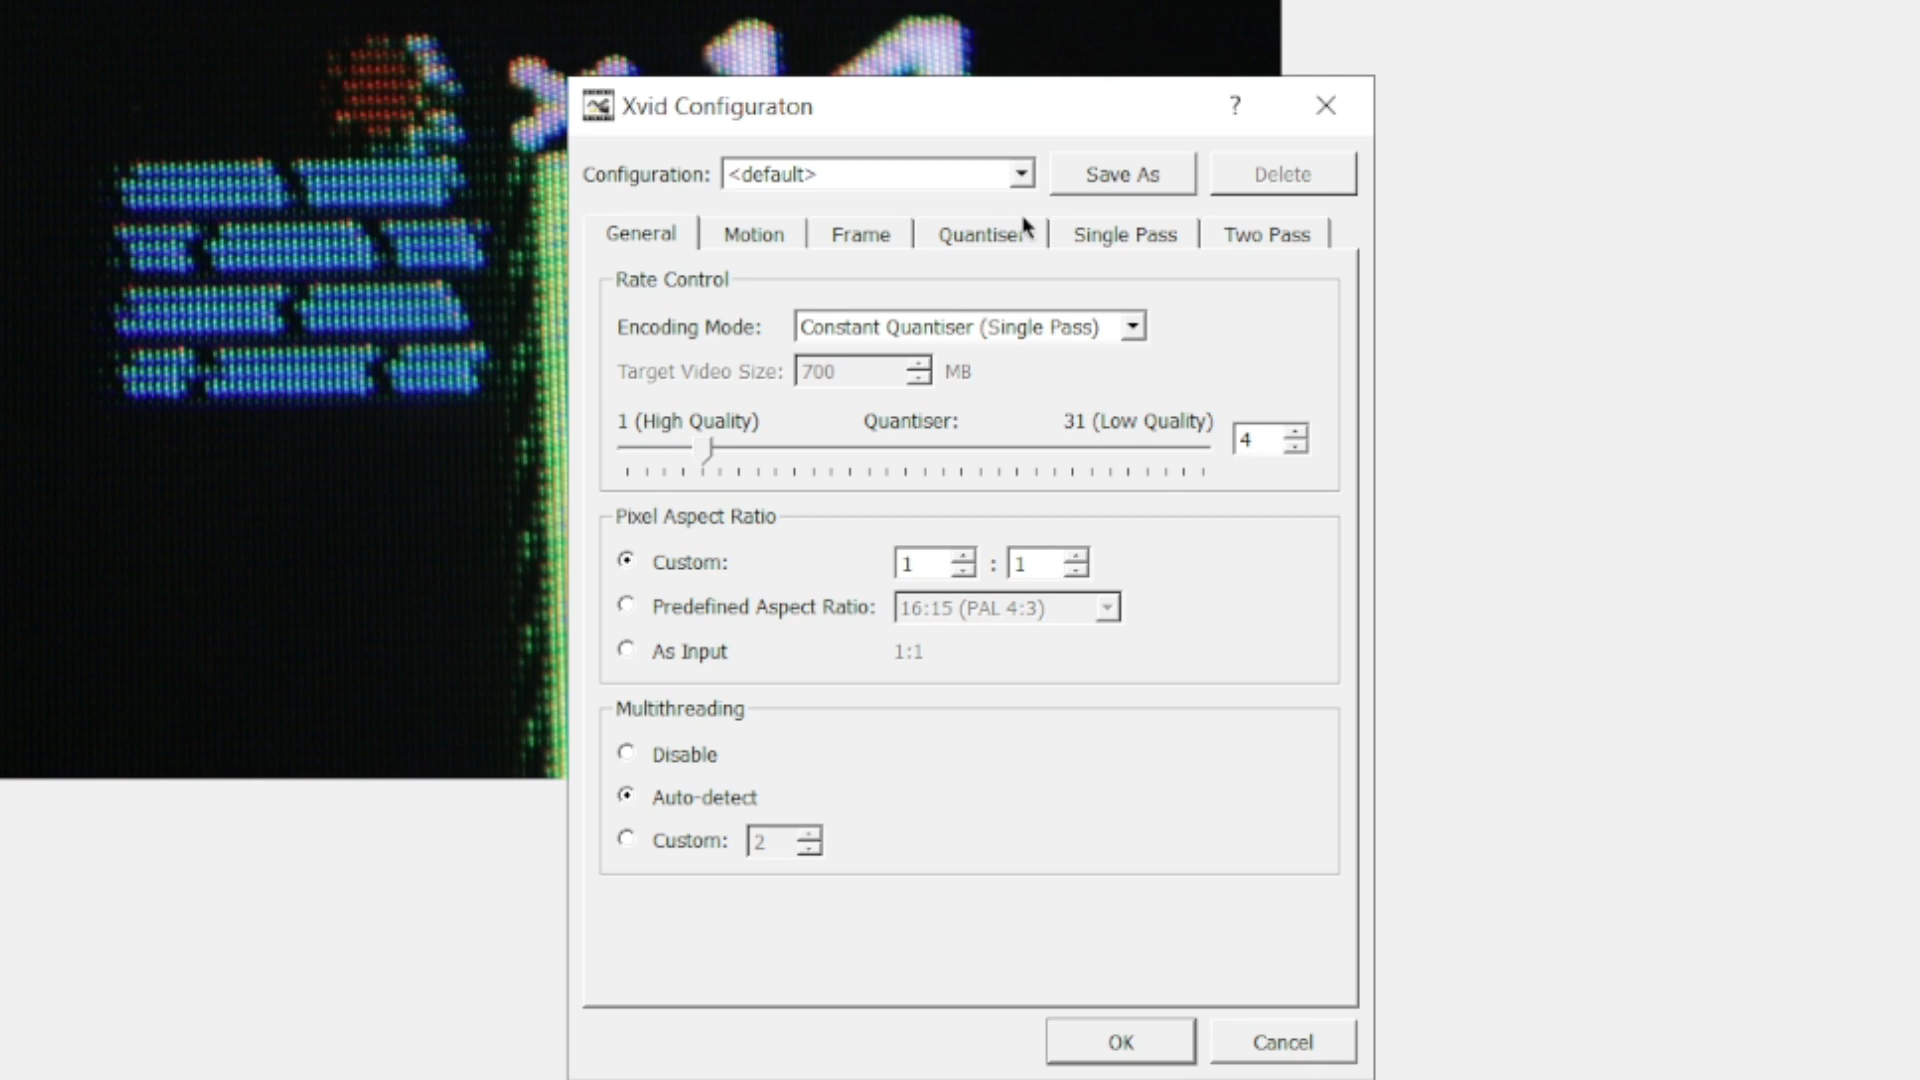 x14
Xvid Configuraton
?
Configuration: <default> Save As Delete
General Motion Frame Quantiser Single Pass Two Pass
Rate Control
Encoding Mode: Constant Quantiser (Single Pass)
Target Video Size: 700 MB
1 (High Quality) Quantiser: 31 (Low Quality) 4
Pixel Aspect Ratio
Custom: 1 : 1
Predefined Aspect Ratio: 16:15 (PAL 4:3)
As Input 1:1
Multithreading
Disable
Auto-detect
Custom: 2
OK Cancel